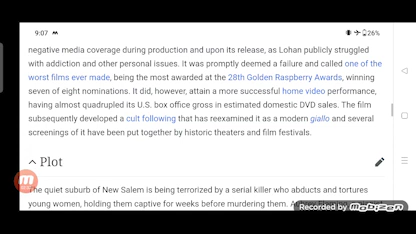 9:07 26%
negative media coverage during production and upon its release, as Lohan publicly struggled
with addiction and other personal issues. It was promptly deemed a failure and called one of the
worst films ever made, being the most awarded at the 28th Golden Raspberry Awards, winning
seven of eight nominations. It did, however, attain a more successful home video performance,
having almost quadrupled its U.S. box office gross in estimated domestic DVD sales. The film
subsequently developed a cult following that has reexamined it as a modern giallo and several
screenings of it have been put together by historic theaters and film festivals.
Plot
The quiet suburb of New Salem is being terrorized by a serial killer who abducts and tortures
young women, holding them captive for weeks before murdering them.
Recorded by Mobizen